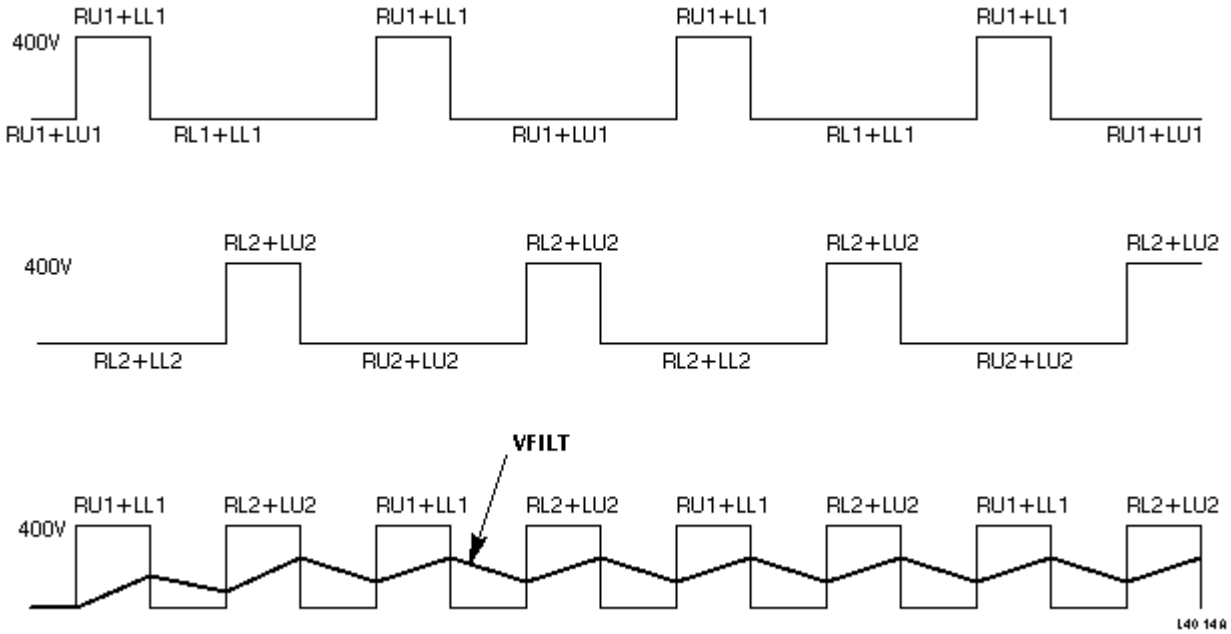 RU1+LL1 RU1+LL1 RU1+LL1 RU1+LL1
400V
RU1+LU1 RL1+LL1 RU1+LU1 RL1+LL1 RU1+LU1
RL2+LU2 RL2+LU2 RL2+LU2 RL2+LU2
400V
RL2+LL2 RU2+LU2 RL2+LL2 RU2+LU2
VFILT
RU1+LL1 RL2+LU2 RU1+LL1 RL2+LU2 RU1+LL1 RL2+LU2 RU1+LL1 RL2+LU2
400V
L40 14A